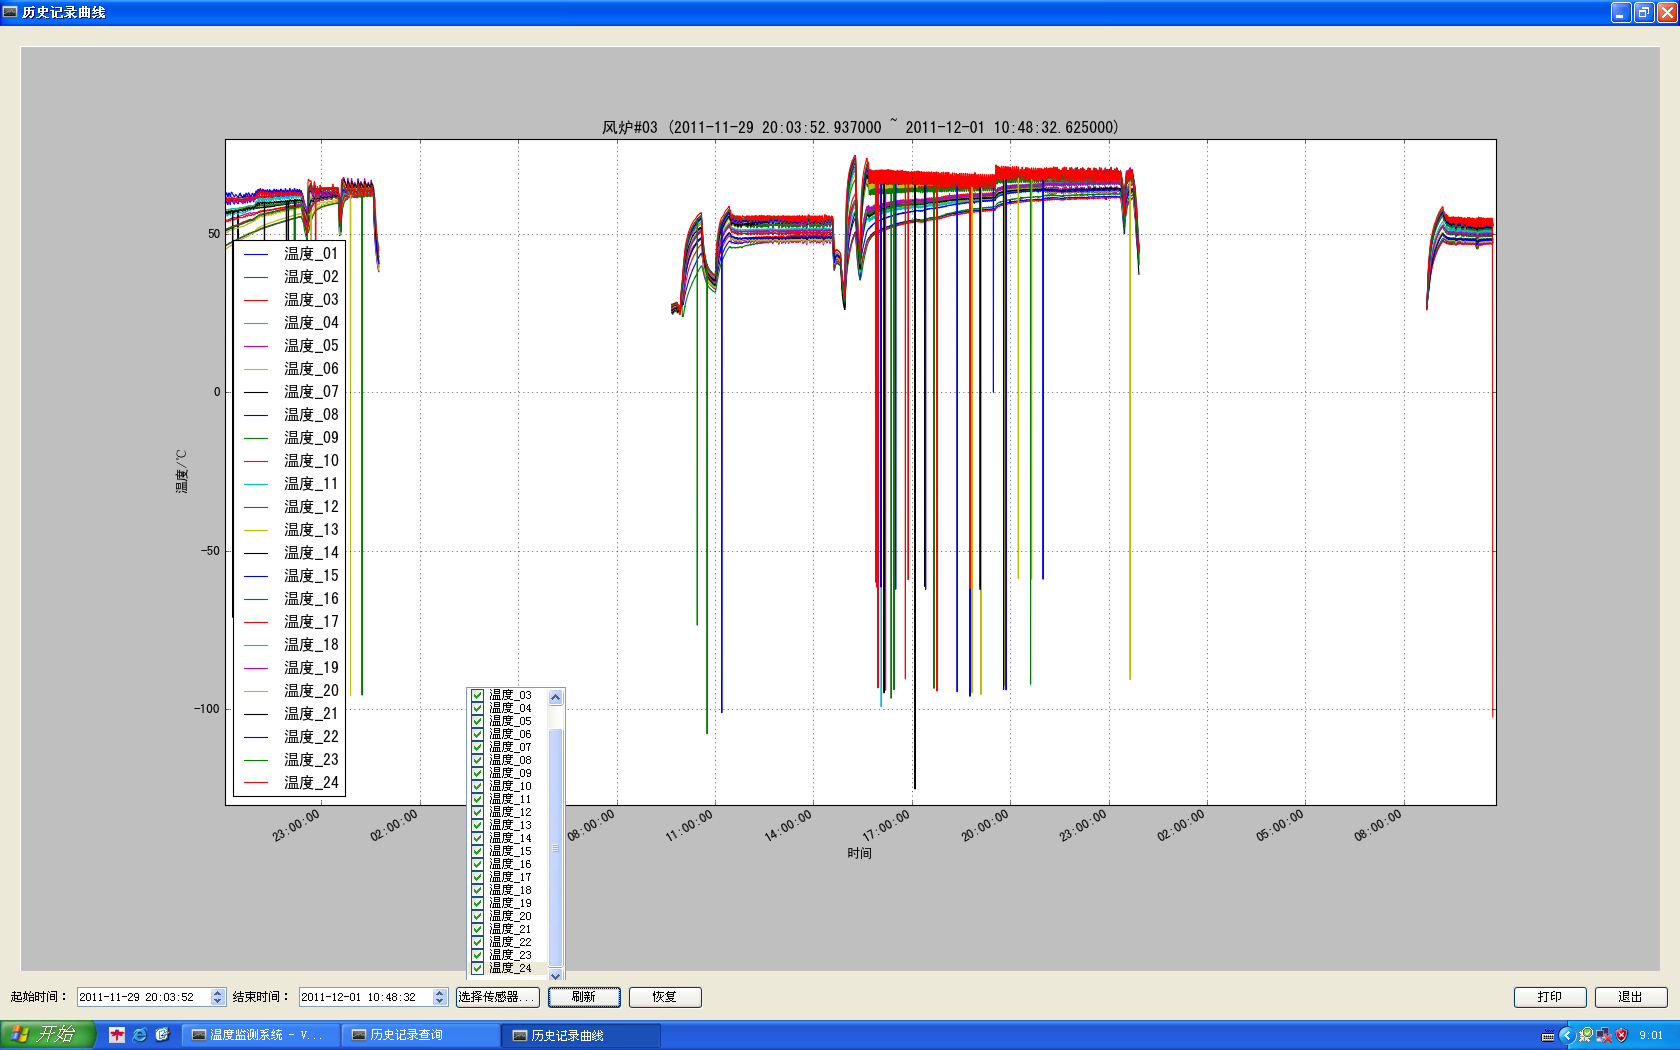 历史记录曲线
风炉#03 (2011-11-29 20:03:52.937000 ~ 2011-12-01 10:48:32.625000)
50
0
-50
-100
温度/℃
温度_01
温度_02
温度_03
温度_04
温度_05
温度_06
温度_07
温度_08
温度_09
温度_10
温度_11
温度_12
温度_13
温度_14
温度_15
温度_16
温度_17
温度_18
温度_19
温度_20
温度_21
温度_22
温度_23
温度_24
温度_03
温度_04
温度_05
温度_06
温度_07
温度_08
温度_09
温度_10
温度_11
温度_12
温度_13
温度_14
温度_15
温度_16
温度_17
温度_18
温度_19
温度_20
温度_21
温度_22
温度_23
温度_24
23:00:00 02:00:00 08:00:00 11:00:00 14:00:00 17:00:00 20:00:00 23:00:00 02:00:00 05:00:00 08:00:00
时间
起始时间： 2011-11-29 20:03:52 结束时间： 2011-12-01 10:48:32 选择传感器... 刷新 恢复 打印 退出
开始 温度监测系统 - V... 历史记录查询 历史记录曲线 9:01